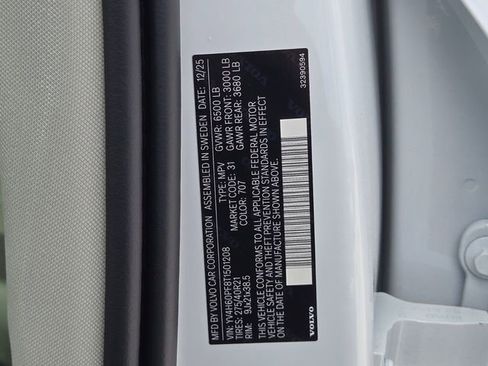 MFD BY VOLVO CAR CORPORATION ASSEMBLED IN SWEDEN DATE: 12/25
GVWR: 6500 LB
GAWR FRONT: 3000 LB
GAWR REAR: 3680 LB
VIN: YV4H60PF8T1501208 TYPE: MPV
TIRES: 275/40R21 MARKET CODE: 31
RIM: 9Jx21x38.5 COLOR: 707
THIS VEHICLE CONFORMS
TO ALL APPLICABLE FEDERAL MOTOR
VEHICLE SAFETY AND THEFT PREVENTION STANDARDS IN EFFECT
ON THE DATE OF MANUFACTURE SHOWN ABOVE.
32390594
VOLVO